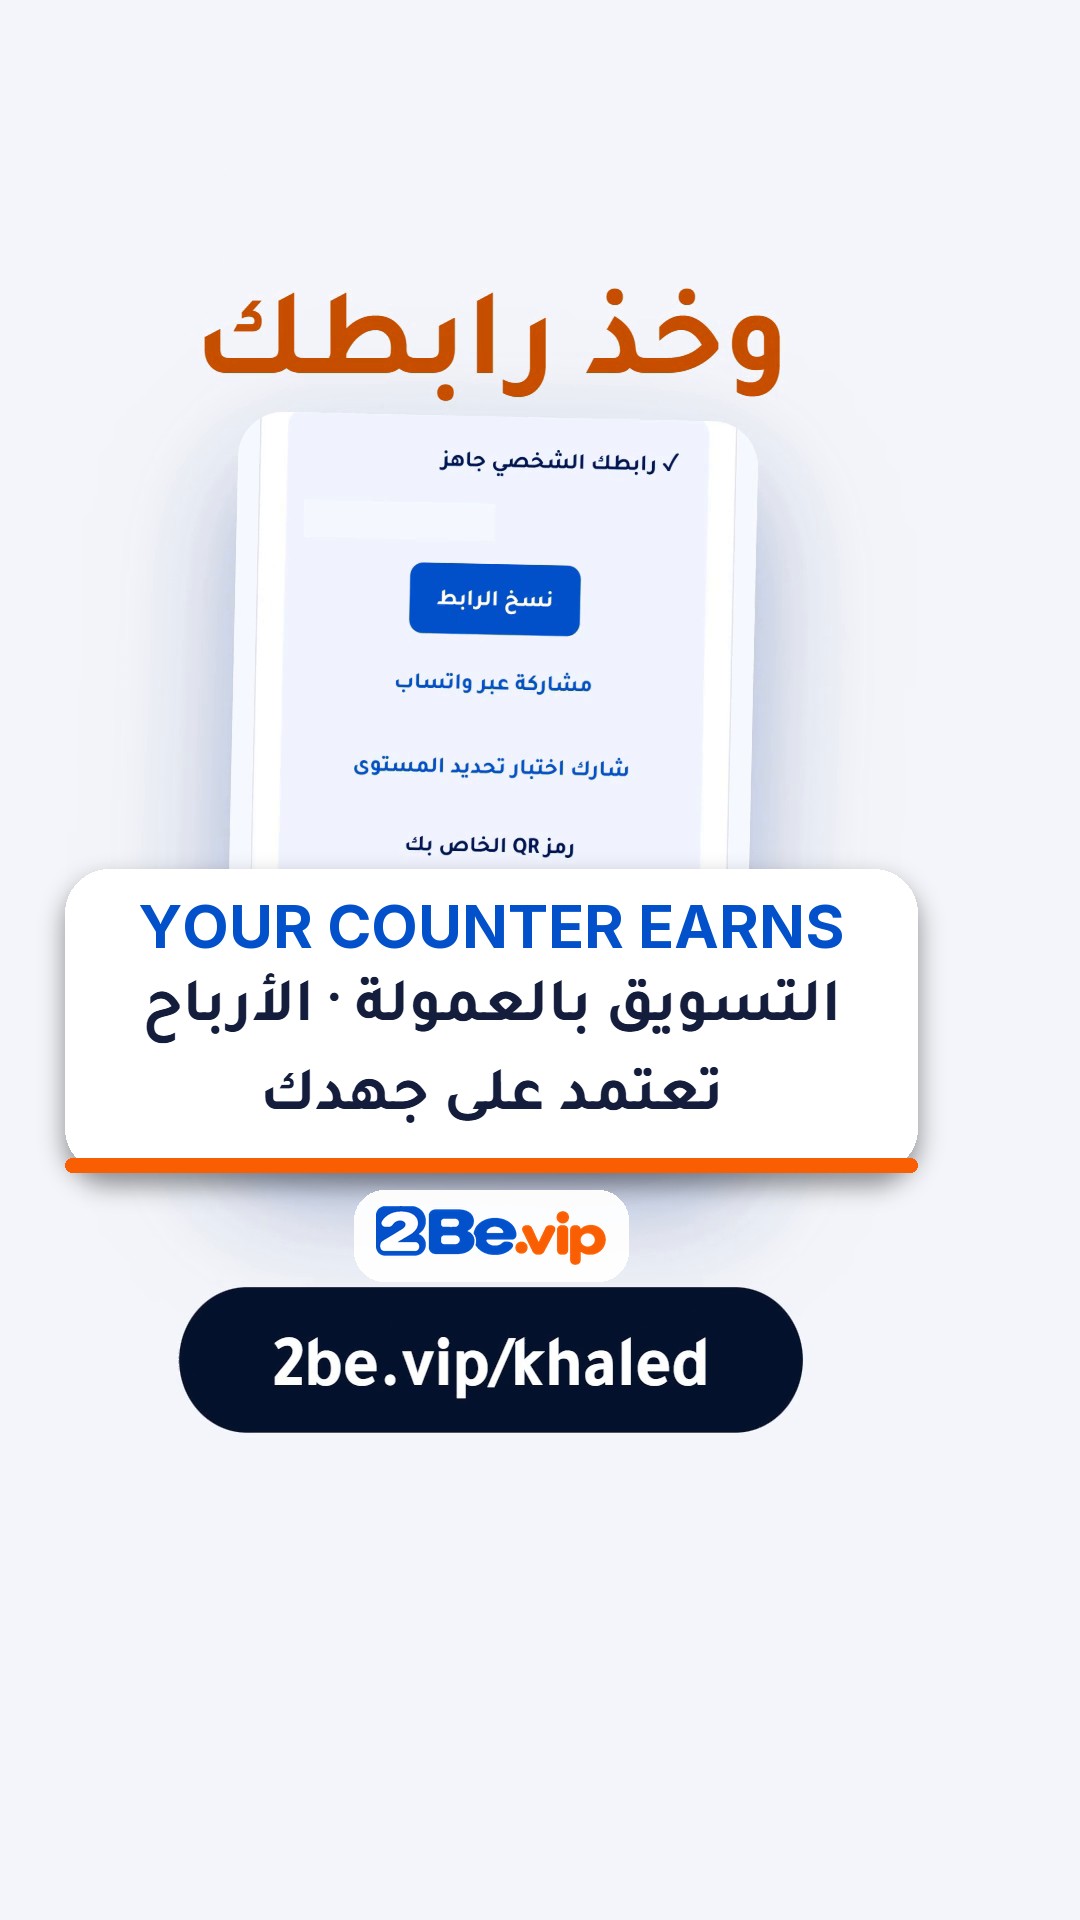 وخذ رابطك
✓ رابطك الشخصي جاهز
نسخ الرابط
مشاركة عبر واتساب
شارك اختبار تحديد المستوى
رمز QR الخاص بك
YOUR COUNTER EARNS
التسويق بالعمولة · الأرباح
تعتمد على جهدك
2Be.vip
2be.vip/khaled